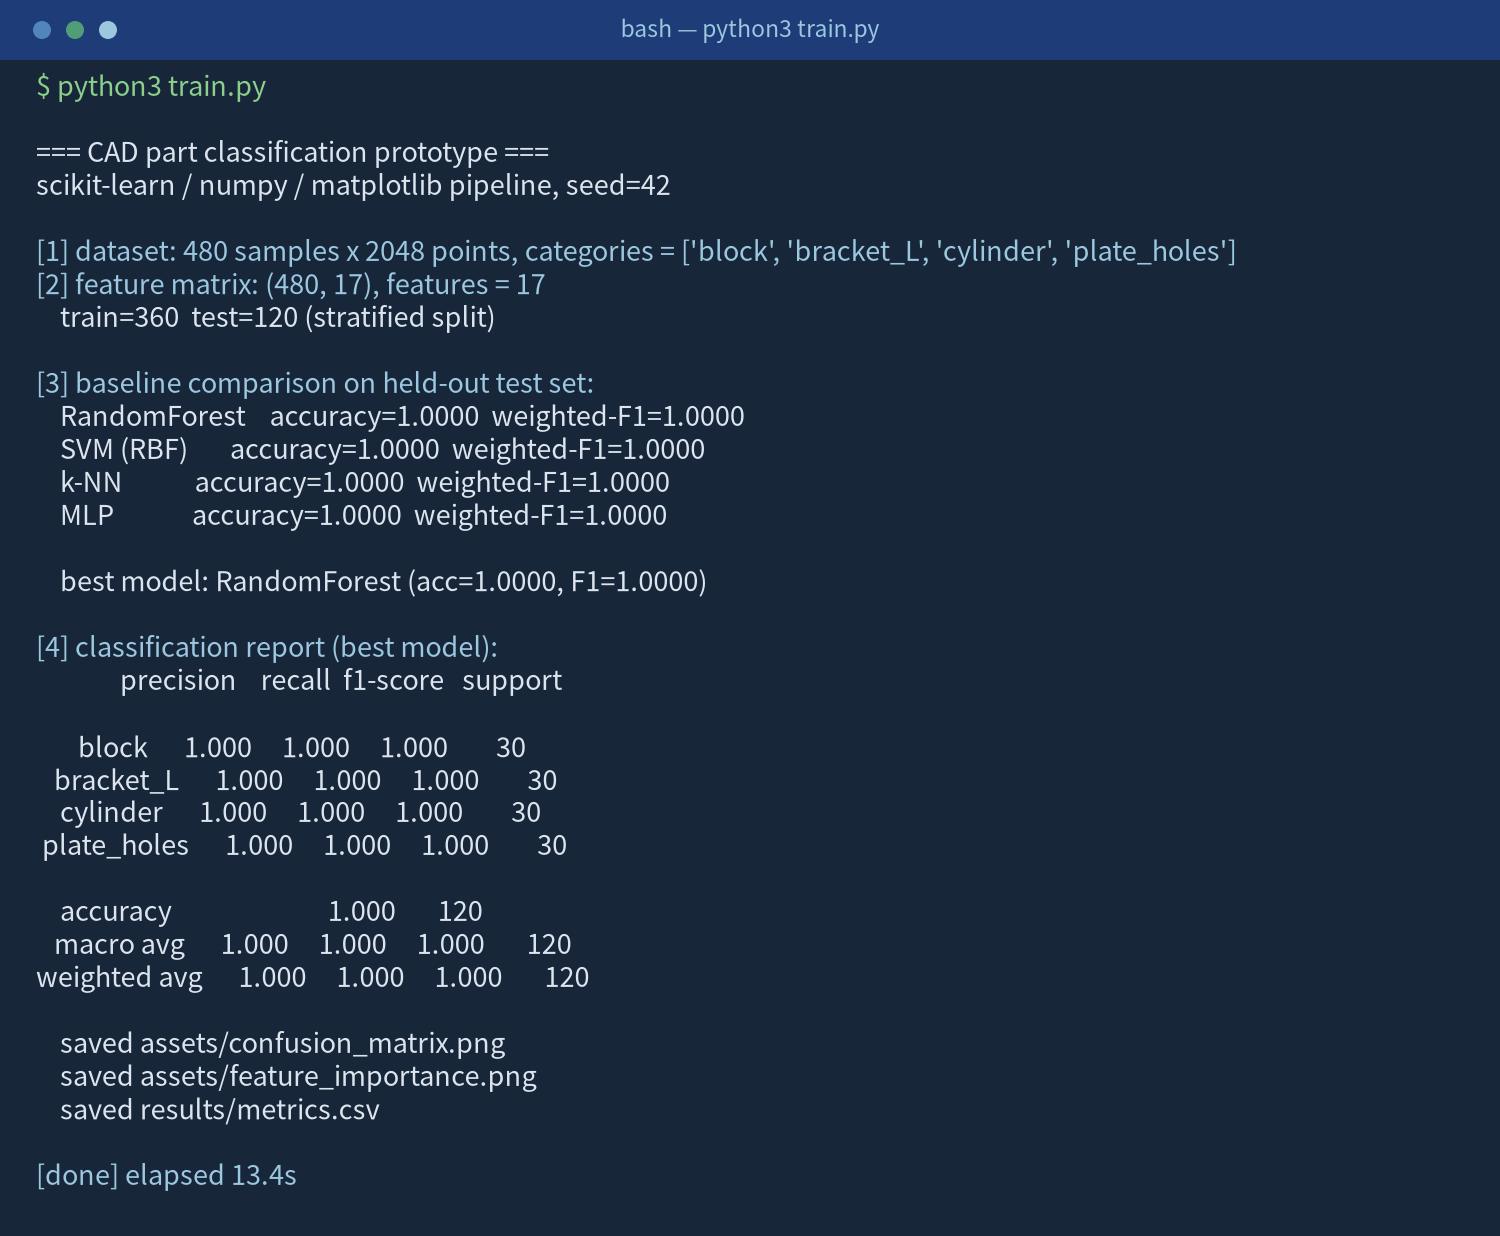 bash — python3 train.py
$ python3 train.py
=== CAD part classification prototype ===
scikit-learn / numpy / matplotlib pipeline, seed=42
[1] dataset: 480 samples x 2048 points, categories = ['block', 'bracket_L', 'cylinder', 'plate_holes']
[2] feature matrix: (480, 17), features = 17
train=360  test=120 (stratified split)
[3] baseline comparison on held-out test set:
RandomForest    accuracy=1.0000  weighted-F1=1.0000
SVM (RBF)       accuracy=1.0000  weighted-F1=1.0000
k-NN            accuracy=1.0000  weighted-F1=1.0000
MLP             accuracy=1.0000  weighted-F1=1.0000
best model: RandomForest (acc=1.0000, F1=1.0000)
[4] classification report (best model):
precision    recall  f1-score   support
block      1.000     1.000     1.000        30
bracket_L      1.000     1.000     1.000        30
cylinder      1.000     1.000     1.000        30
plate_holes      1.000     1.000     1.000        30
accuracy                          1.000       120
macro avg      1.000     1.000     1.000       120
weighted avg      1.000     1.000     1.000       120
saved assets/confusion_matrix.png
saved assets/feature_importance.png
saved results/metrics.csv
[done] elapsed 13.4s